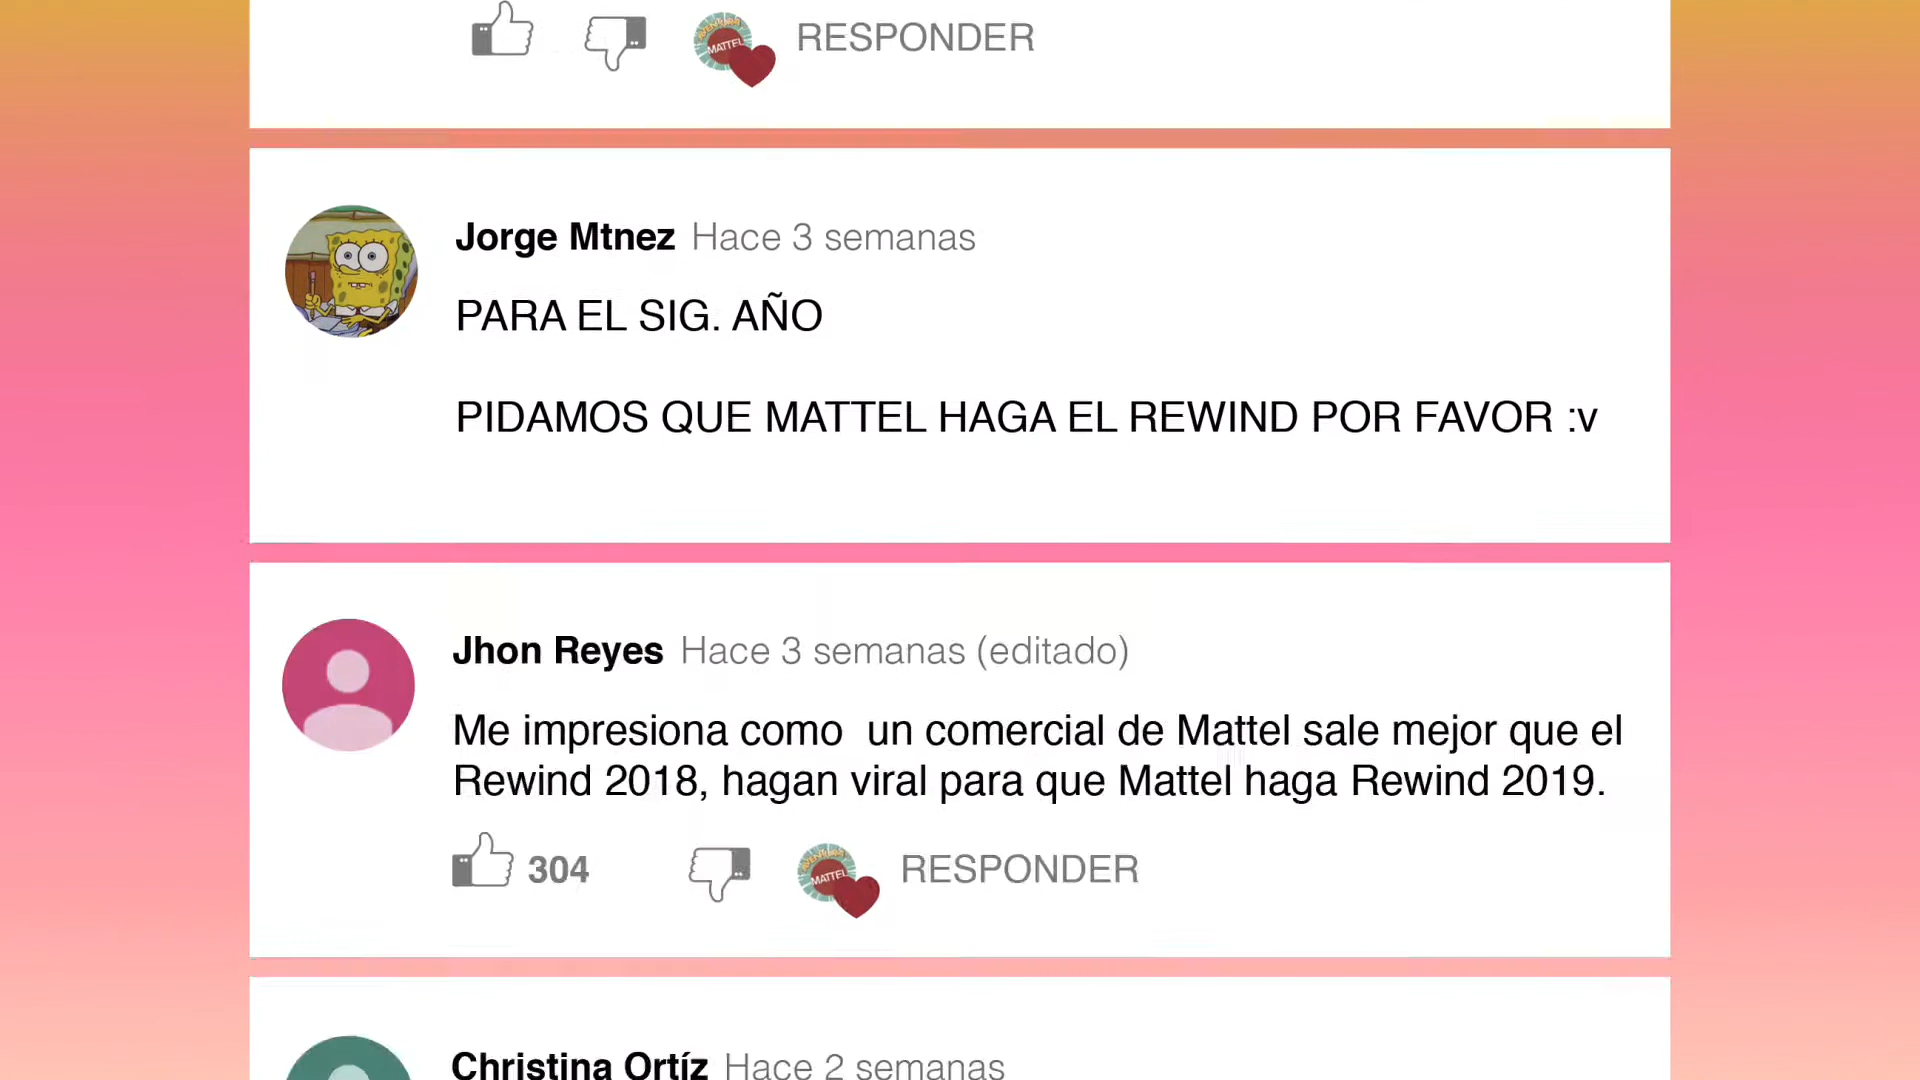 MATTEL
RESPONDER
Jorge Mtnez Hace 3 semanas
PARA EL SIG. AÑO
PIDAMOS QUE MATTEL HAGA EL REWIND POR FAVOR :v
Jhon Reyes Hace 3 semanas (editado)
Me impresiona como  un comercial de Mattel sale mejor que el
Rewind 2018, hagan viral para que Mattel haga Rewind 2019.
304
MATTEL
RESPONDER
Christina Ortíz Hace 2 semanas